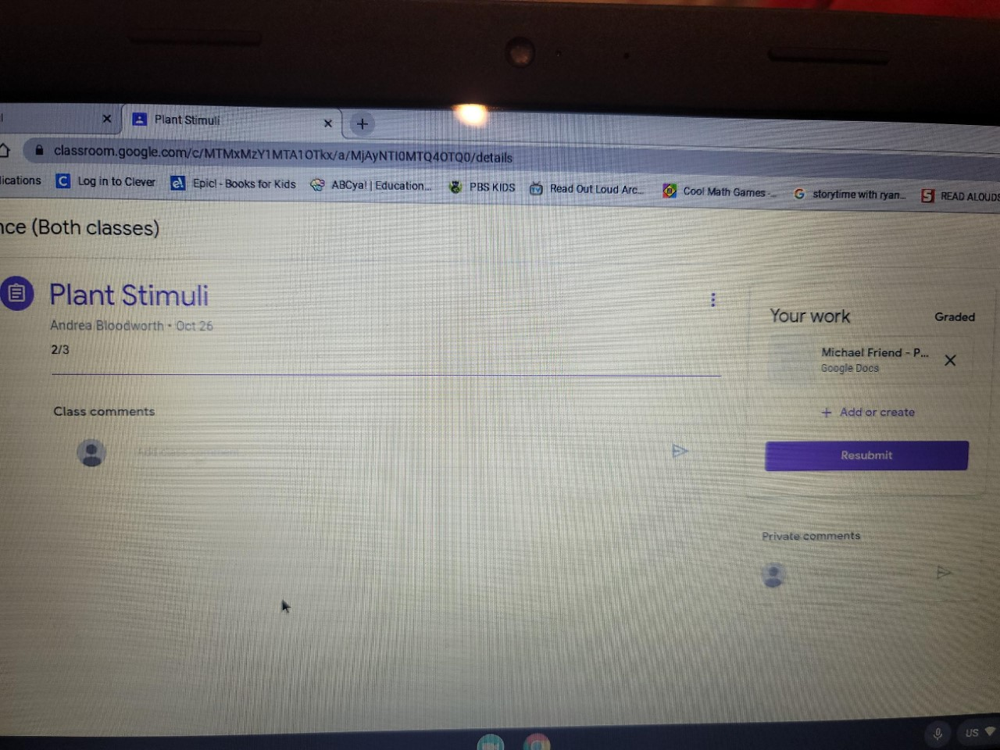 Plant Stimuli
classroom.google.com/c/MTMxMzY1MTA1OTkx/a/MjAyNTI0MTQ4OTQ0/details
lications Log in to Clever Epic! - Books for Kids ABCya! | Education... PBS KIDS Read Out Loud Arc... Cool Math Games -... storytime with ryan... READ ALOUDS
nce (Both classes)
Plant Stimuli
Andrea Bloodworth • Oct 26
2/3
Class comments
Add class comment
Your work Graded
Michael Friend - P...
Google Docs
+ Add or create
Resubmit
Private comments
US